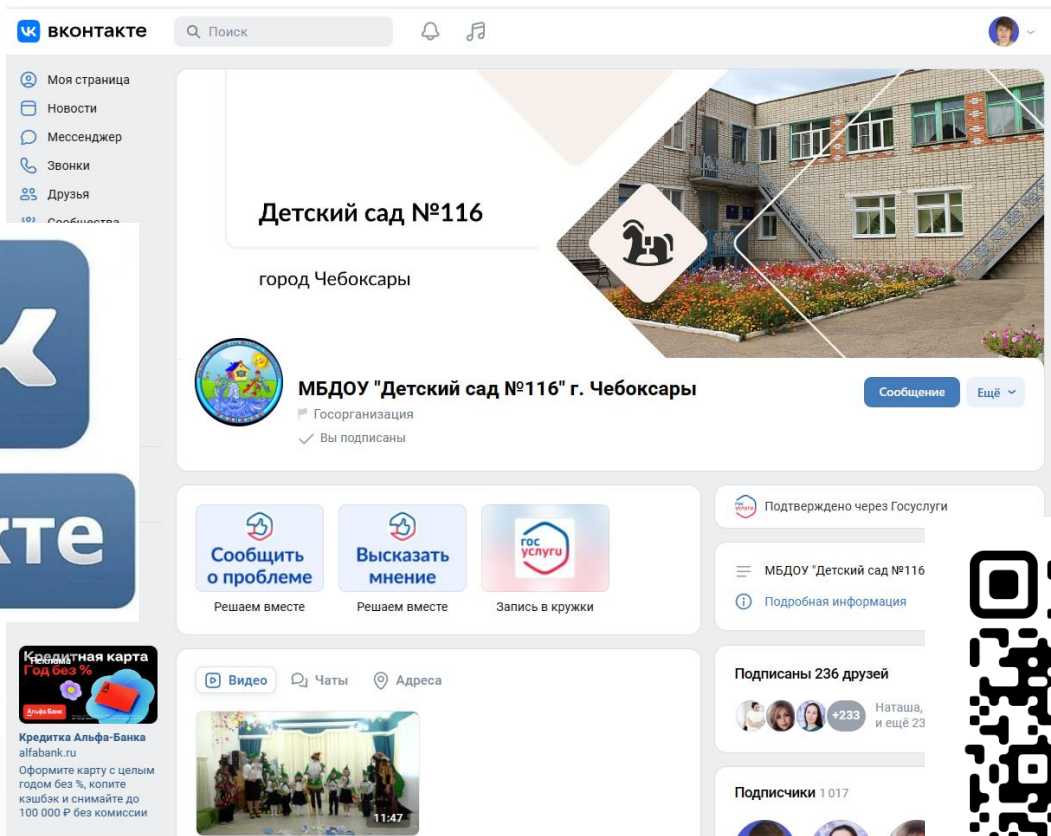 вконтакте
Поиск
Моя страница
Новости
Мессенджер
Звонки
Друзья
Сообщества
Детский сад №116
город Чебоксары
МБДОУ "Детский сад №116" г. Чебоксары
Госорганизация
Вы подписаны
Сообщение
Ещё
кте
Сообщить
о проблеме
Решаем вместе
Высказать
мнение
Решаем вместе
гос
услуги
Запись в кружки
Подтверждено через Госуслуги
МБДОУ "Детский сад №116
Подробная информация
Кредитная карта
Реклама
Год без %
Альфа Банк
Кредитка Альфа-Банка
alfabank.ru
Оформите карту с целым
годом без %, копите
кэшбэк и снимайте до
100 000 ₽ без комиссии
Видео
Чаты
Адреса
11:47
Подписаны 236 друзей
+233
Наташа,
и ещё 23
Подписчики 1 017